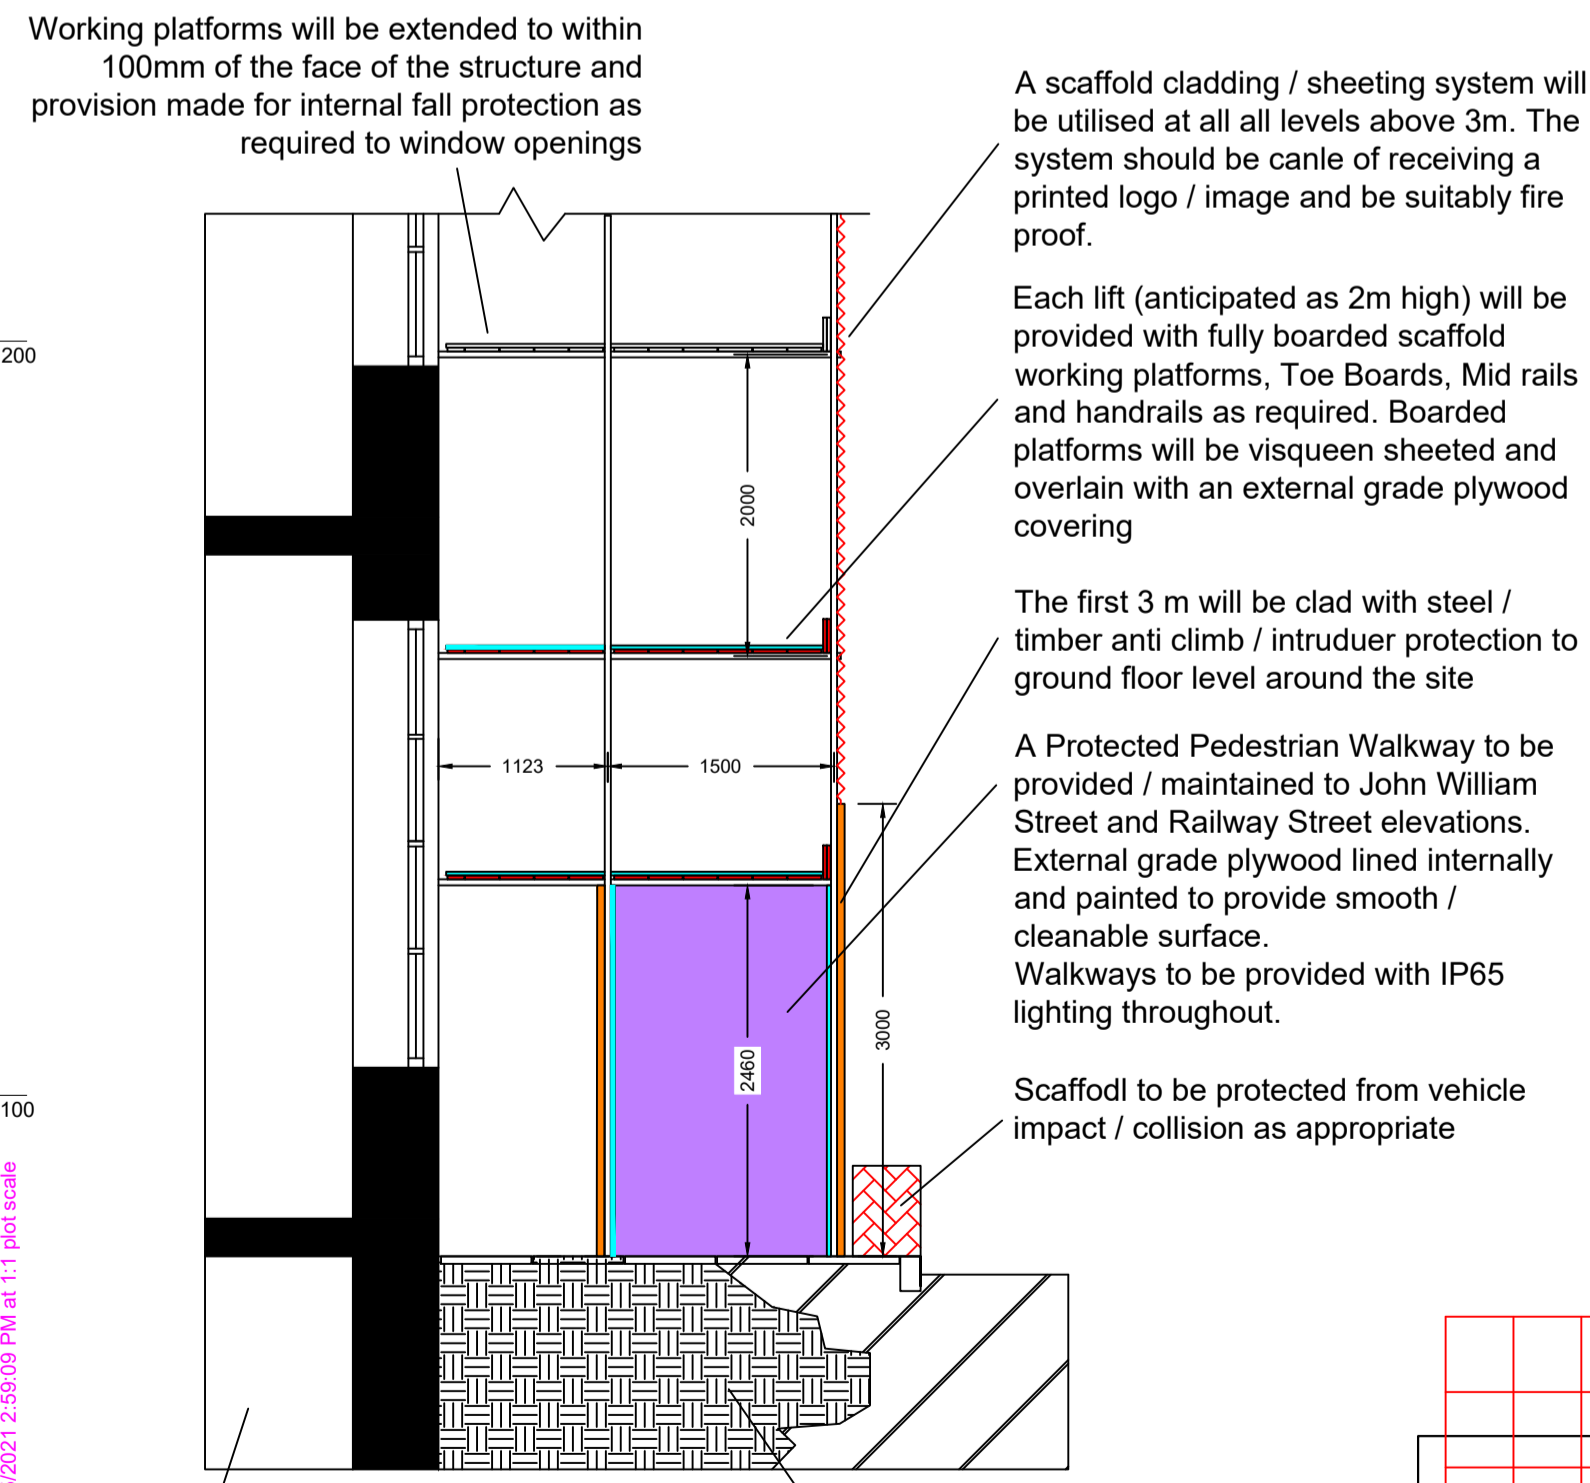 Working platforms will be extended to within
100mm of the face of the structure and
provision made for internal fall protection as
required to window openings
A scaffold cladding / sheeting system will
be utilised at all all levels above 3m. The
system should be canle of receiving a
printed logo / image and be suitably fire
proof.
Each lift (anticipated as 2m high) will be
provided with fully boarded scaffold
working platforms, Toe Boards, Mid rails
and handrails as required. Boarded
platforms will be visqueen sheeted and
overlain with an external grade plywood
covering
The first 3 m will be clad with steel /
timber anti climb / intruduer protection to
ground floor level around the site
A Protected Pedestrian Walkway to be
provided / maintained to John William
Street and Railway Street elevations.
External grade plywood lined internally
and painted to provide smooth /
cleanable surface.
Walkways to be provided with IP65
lighting throughout.
Scaffodl to be protected from vehicle
impact / collision as appropriate
200
2000
1123
1500
3000
2460
100
/2021 2:59:09 PM at 1:1 plot scale